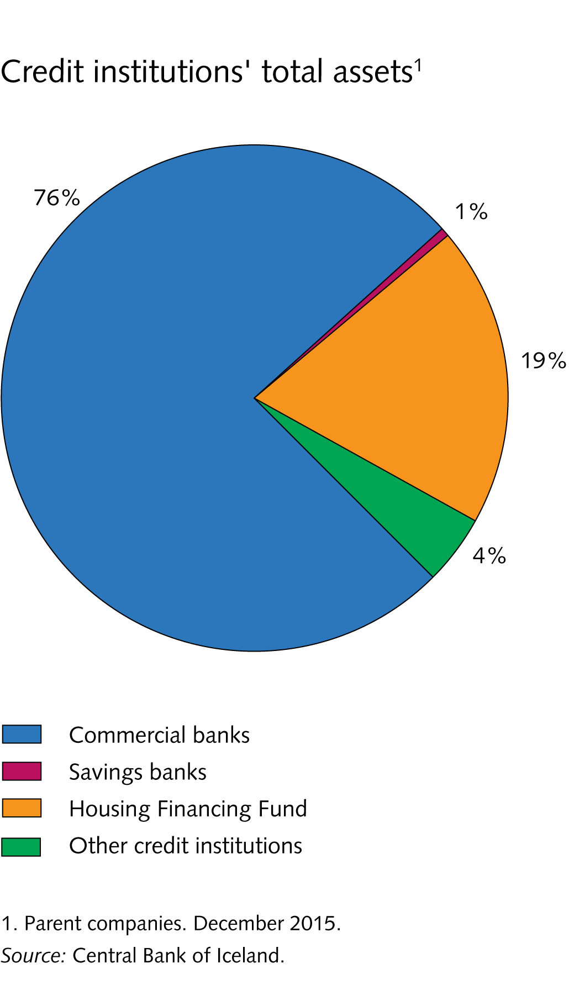 Credit institutions' total assets¹
76%
1%
19%
4%
Commercial banks
Savings banks
Housing Financing Fund
Other credit institutions
1. Parent companies. December 2015.
Source: Central Bank of Iceland.